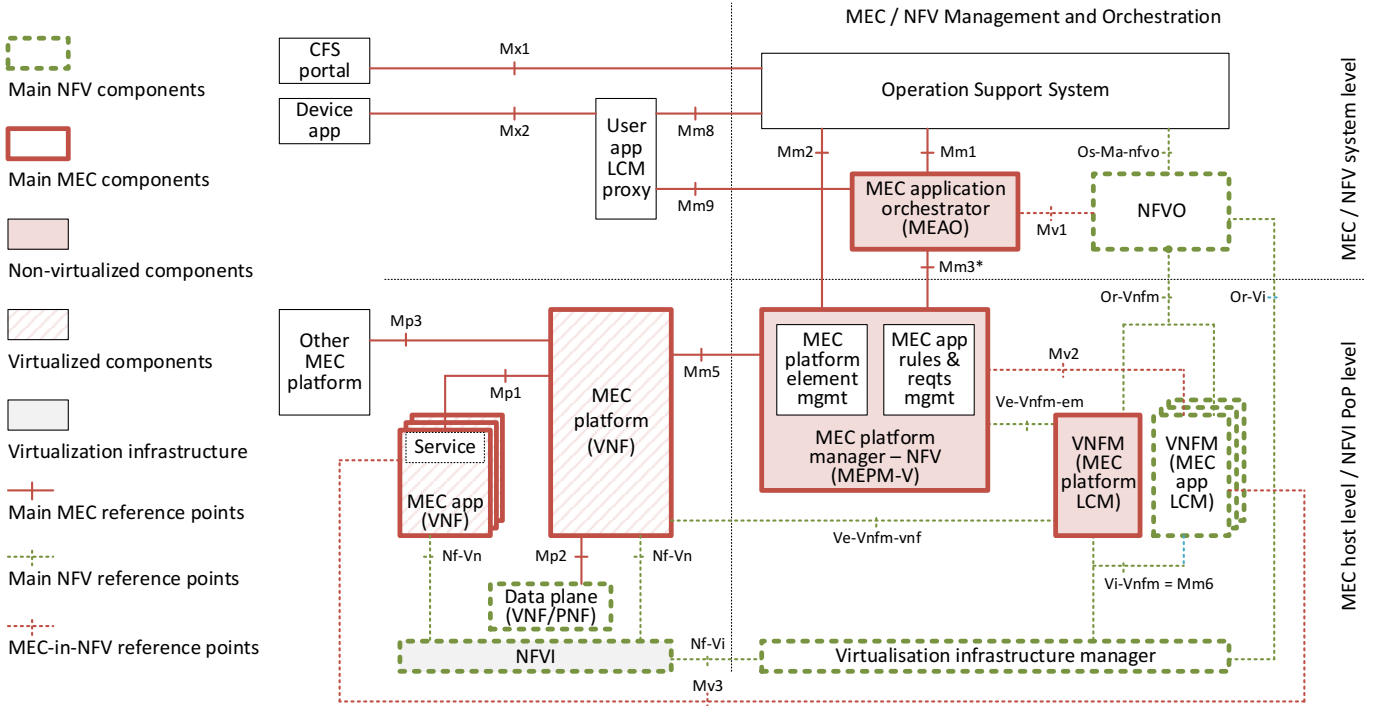 MEC / NFV Management and Orchestration
Main NFV components
Main MEC components
Non-virtualized components
Virtualized components
Virtualization infrastructure
Main MEC reference points
Main NFV reference points
MEC-in-NFV reference points
CFS
portal
Mx1
Operation Support System
Device
app
Mx2
User
app
LCM
proxy
Mm8
Mm9
Mm2
Mm1
Os-Ma-nfvo
MEC application
orchestrator
(MEAO)
Mv1
NFVO
Mm3*
Or-Vnfm
Or-Vi
MEC / NFV system level
Other
MEC
platform
Mp3
Mp1
MEC
platform
(VNF)
Mm5
MEC
platform
element
mgmt
MEC app
rules &
reqts
mgmt
MEC platform
manager – NFV
(MEPM-V)
Mv2
Ve-Vnfm-em
VNFM
(MEC
platform
LCM)
VNFM
(MEC
app
LCM)
Service
MEC app
(VNF)
Ve-Vnfm-vnf
Nf-Vn
Mp2
Nf-Vn
Vi-Vnfm = Mm6
Data plane
(VNF/PNF)
NFVI
Nf-Vi
Virtualisation infrastructure manager
Mv3
MEC host level / NFVI PoP level